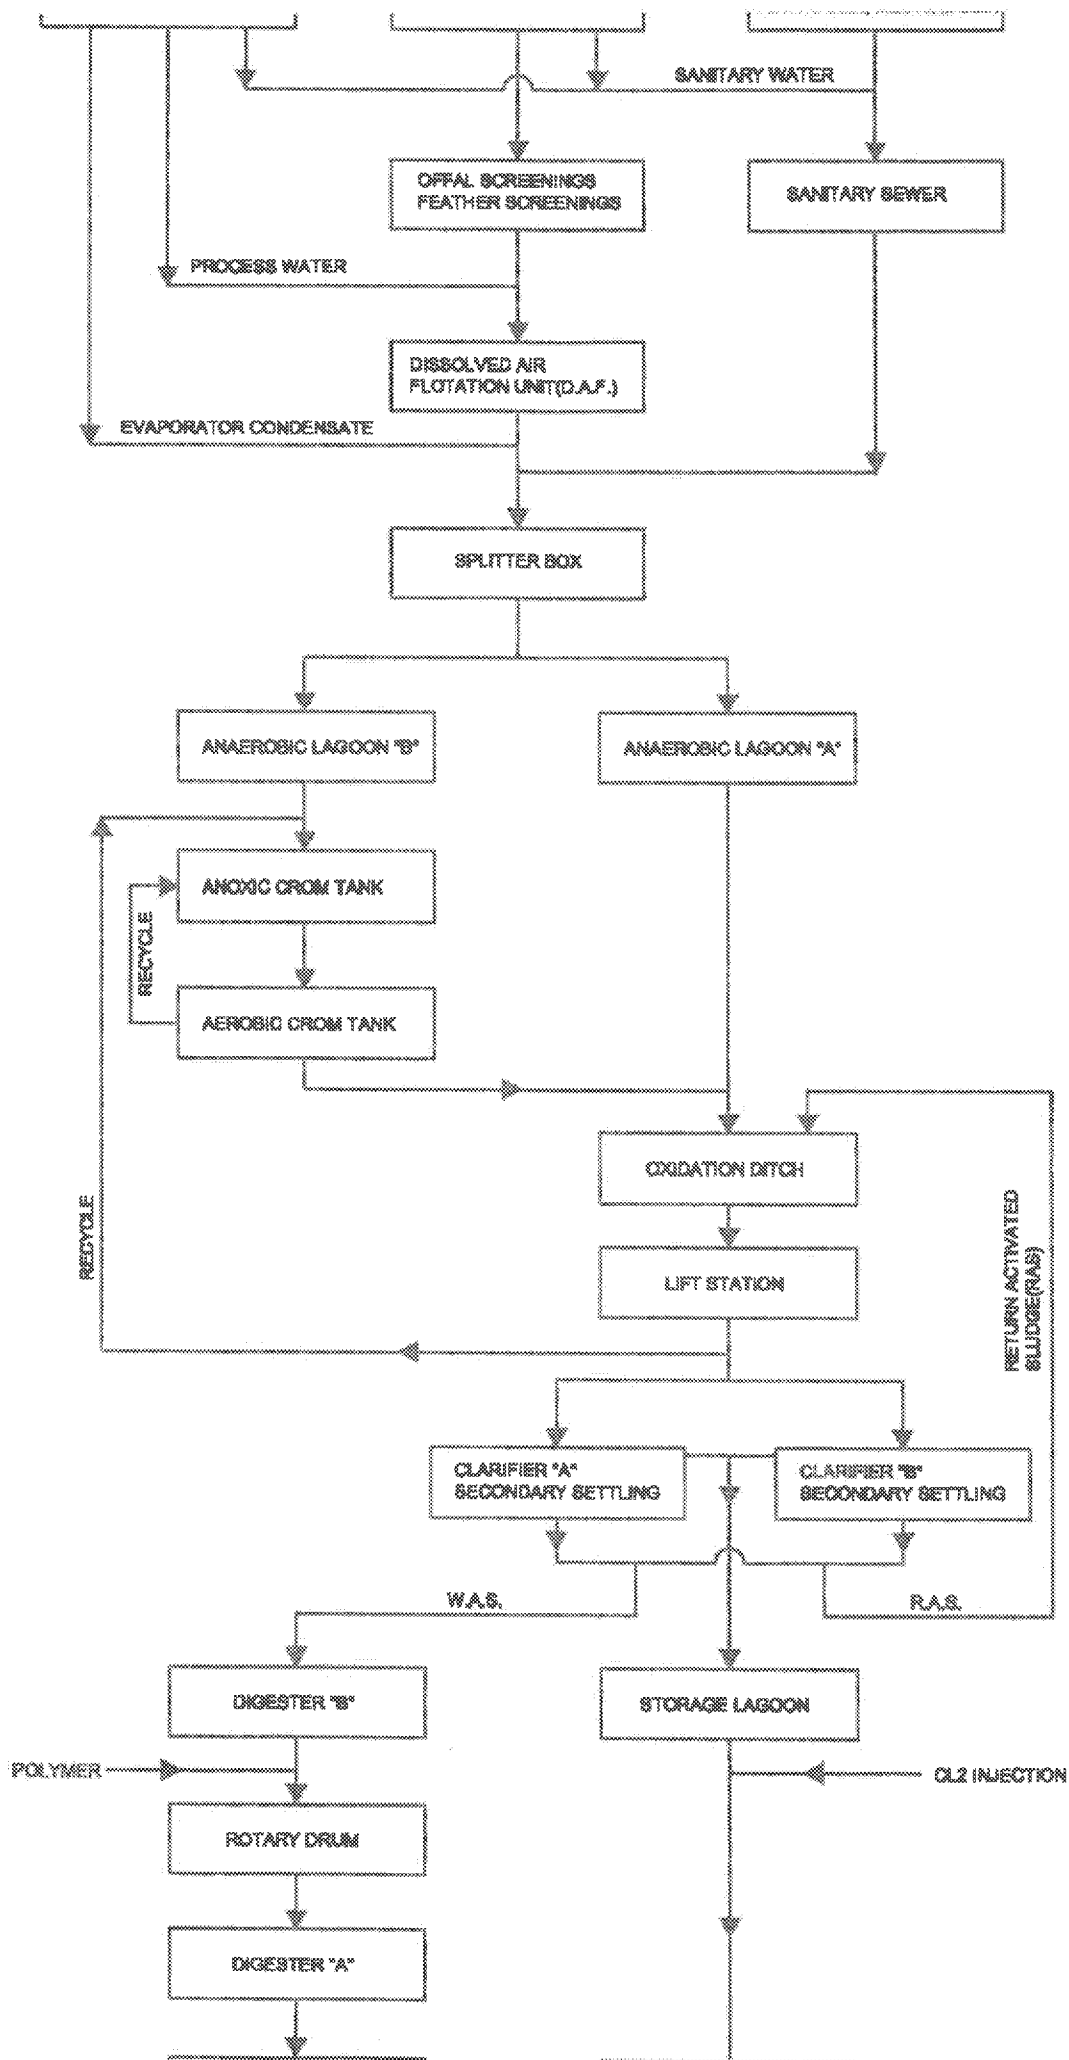 SANITARY WATER
OFFAL SCREENINGS
FEATHER SCREENINGS
SANITARY SEWER
PROCESS WATER
DISSOLVED AIR
FLOTATION UNIT(D.A.F.)
EVAPORATOR CONDENSATE
SPLITTER BOX
ANAEROBIC LAGOON "B"
ANAEROBIC LAGOON "A"
ANOXIC CROM TANK
RECYCLE
AEROBIC CROM TANK
OXIDATION DITCH
RECYCLE
LIFT STATION
RETURN ACTIVATED
SLUDGE(RAS)
CLARIFIER "A"
SECONDARY SETTLING
CLARIFIER "B"
SECONDARY SETTLING
W.A.S.
R.A.S.
DIGESTER "B"
STORAGE LAGOON
POLYMER
CL2 INJECTION
ROTARY DRUM
DIGESTER "A"